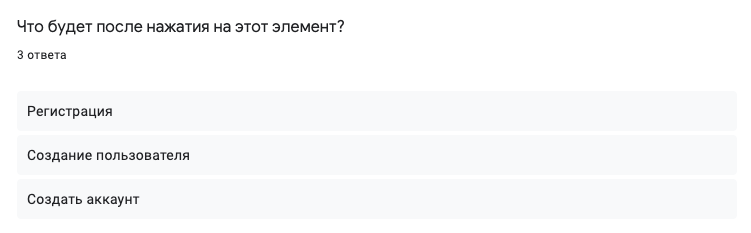 Что будет после нажатия на этот элемент?
3 ответа
Регистрация
Создание пользователя
Создать аккаунт